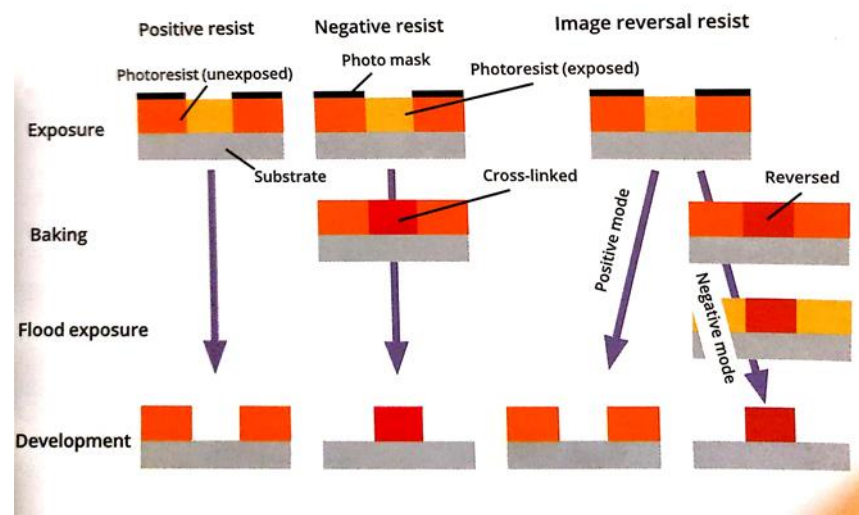 Positive resist
Negative resist
Image reversal resist
Photoresist (unexposed)
Photo mask
Photoresist (exposed)
Exposure
Substrate
Cross-linked
Reversed
Baking
Positive mode
Negative mode
Flood exposure
Development